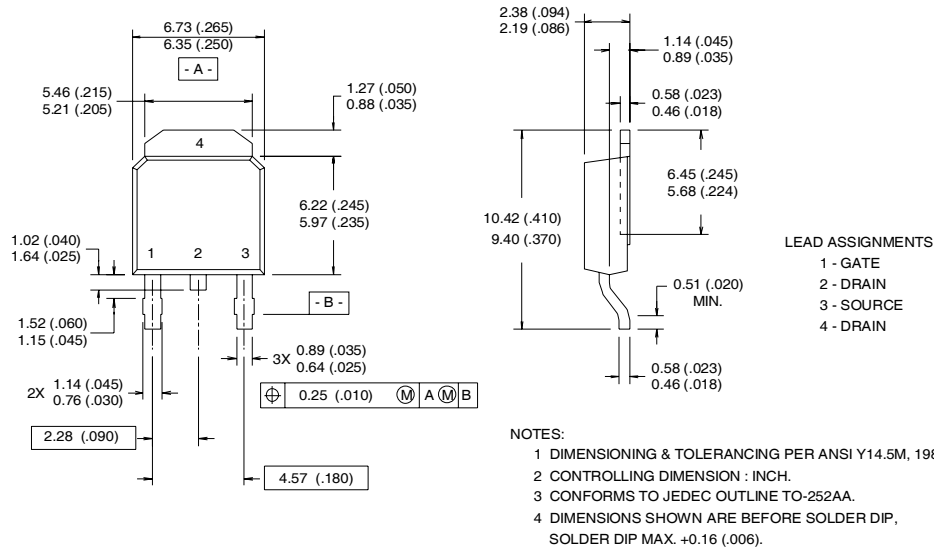 6.73 (.265)
6.35 (.250)
- A -
5.46 (.215)
5.21 (.205)
1.27 (.050)
0.88 (.035)
4
6.22 (.245)
5.97 (.235)
1.02 (.040)
1.64 (.025)
1 2 3
1.52 (.060)
1.15 (.045)
- B -
3X 0.89 (.035)
0.64 (.025)
2X 1.14 (.045)
0.76 (.030)
⌖ 0.25 (.010) Ⓜ A Ⓜ B
2.28 (.090)
4.57 (.180)
2.38 (.094)
2.19 (.086)
1.14 (.045)
0.89 (.035)
0.58 (.023)
0.46 (.018)
6.45 (.245)
5.68 (.224)
10.42 (.410)
9.40 (.370)
0.51 (.020)
MIN.
0.58 (.023)
0.46 (.018)
LEAD ASSIGNMENTS
1 - GATE
2 - DRAIN
3 - SOURCE
4 - DRAIN
NOTES:
1 DIMENSIONING & TOLERANCING PER ANSI Y14.5M, 198
2 CONTROLLING DIMENSION : INCH.
3 CONFORMS TO JEDEC OUTLINE TO-252AA.
4 DIMENSIONS SHOWN ARE BEFORE SOLDER DIP,
SOLDER DIP MAX. +0.16 (.006).